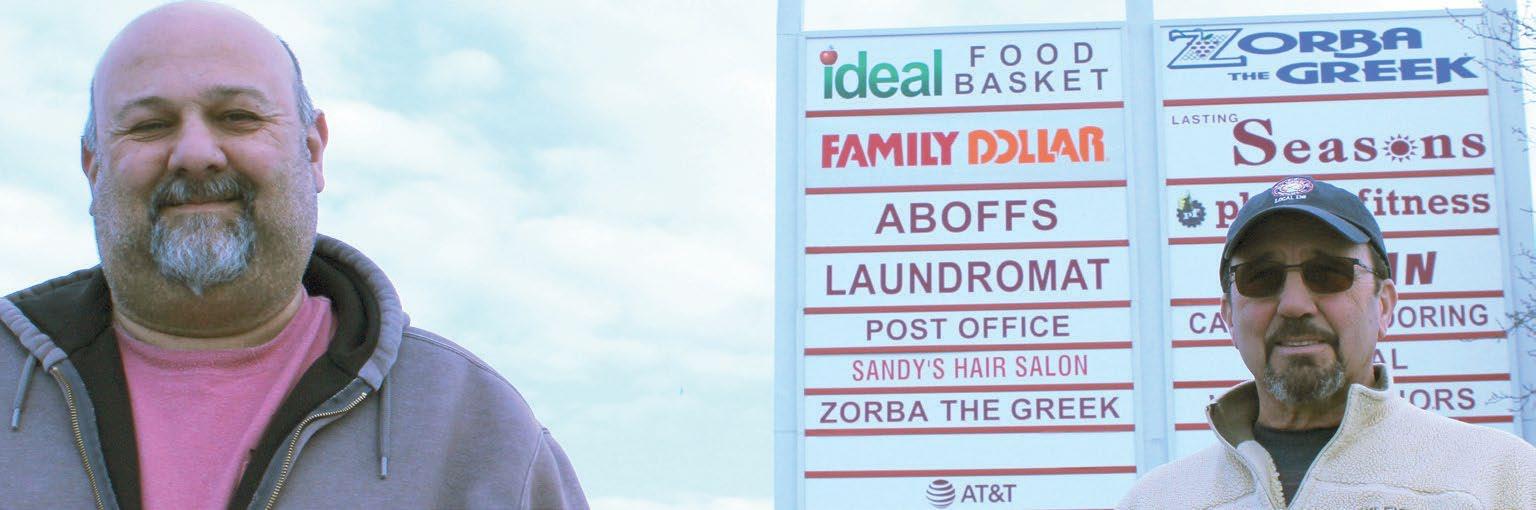 ideal FOOD
BASKET
FAMILY DOLLAR
ABOFFS
LAUNDROMAT
POST OFFICE
SANDY'S HAIR SALON
ZORBA THE GREEK
AT&T
ZORBA
THE GREEK
LASTING
Seasons
fitness
LOCAL